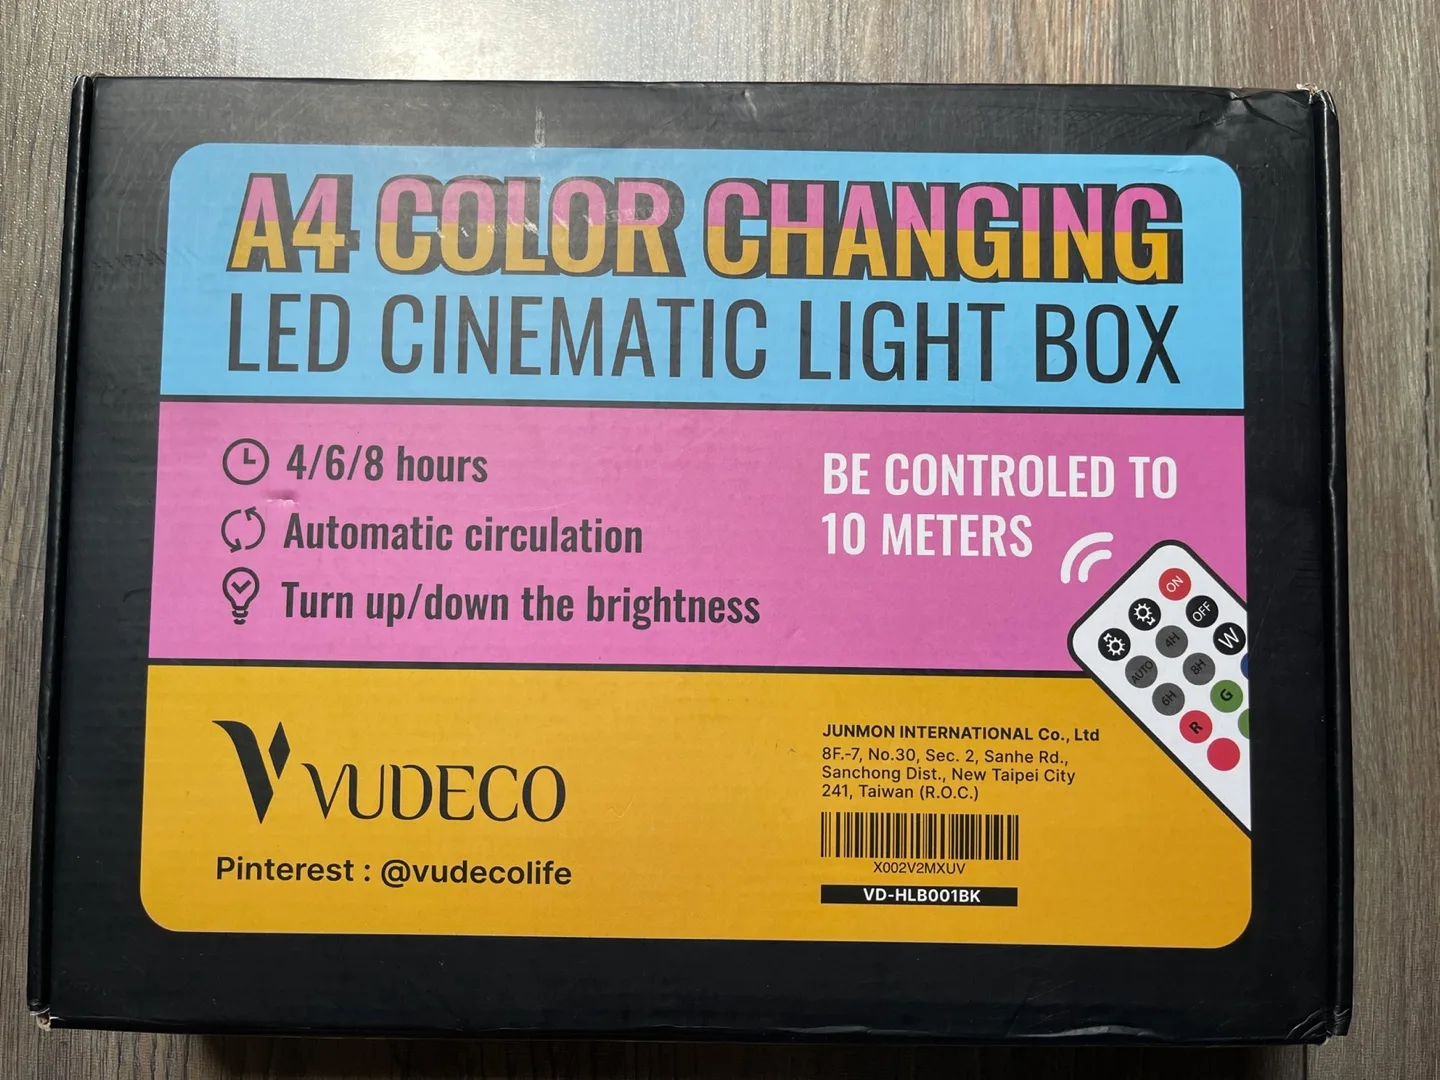 A4 COLOR CHANGING
LED CINEMATIC LIGHT BOX
4/6/8 hours
Automatic circulation
Turn up/down the brightness
BE CONTROLED TO
10 METERS
ON
OFF
W
4H
8H
G
AUTO
6H
R
VUDECO
Pinterest : @vudecolife
JUNMON INTERNATIONAL Co., Ltd
8F.-7, No.30, Sec. 2, Sanhe Rd.,
Sanchong Dist., New Taipei City
241, Taiwan (R.O.C.)
X002V2MXUV
VD-HLB001BK